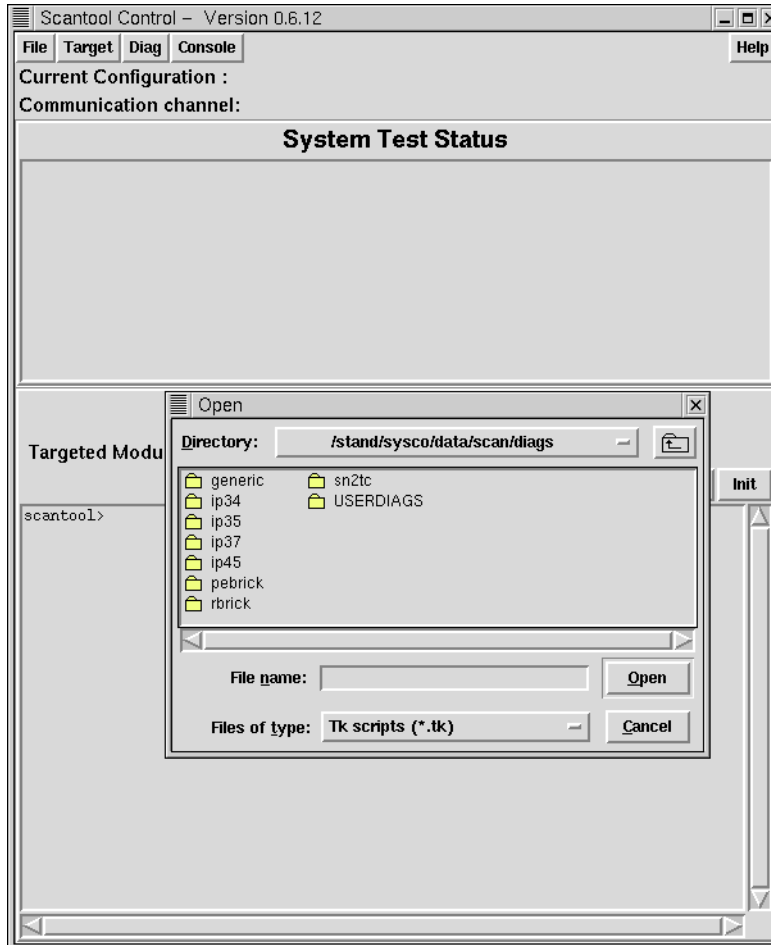 Scantool Control – Version 0.6.12
File Target Diag Console Help
Current Configuration :
Communication channel:
System Test Status
Open
Directory: /stand/sysco/data/scan/diags
generic sn2tc
ip34 USERDIAGS
ip35
ip37
ip45
pebrick
rbrick
Targeted Modu
Init
scantool>
File name: Open
Files of type: Tk scripts (*.tk) Cancel